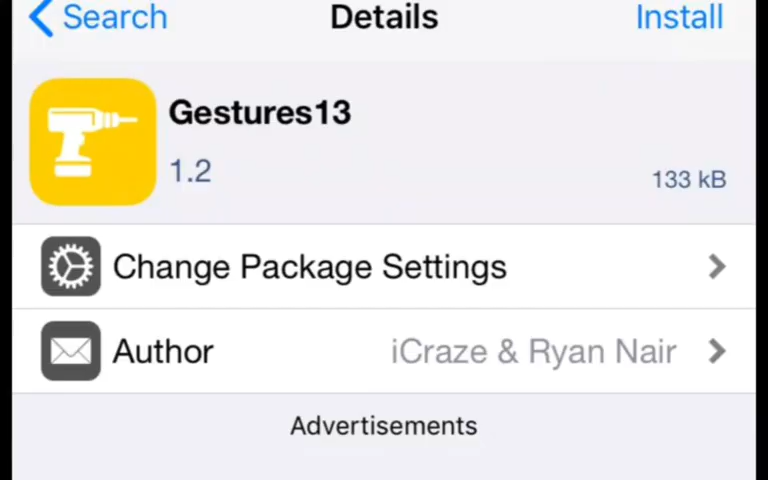 Search Details Install
Gestures13
1.2
133 kB
Change Package Settings
Author iCraze & Ryan Nair
Advertisements